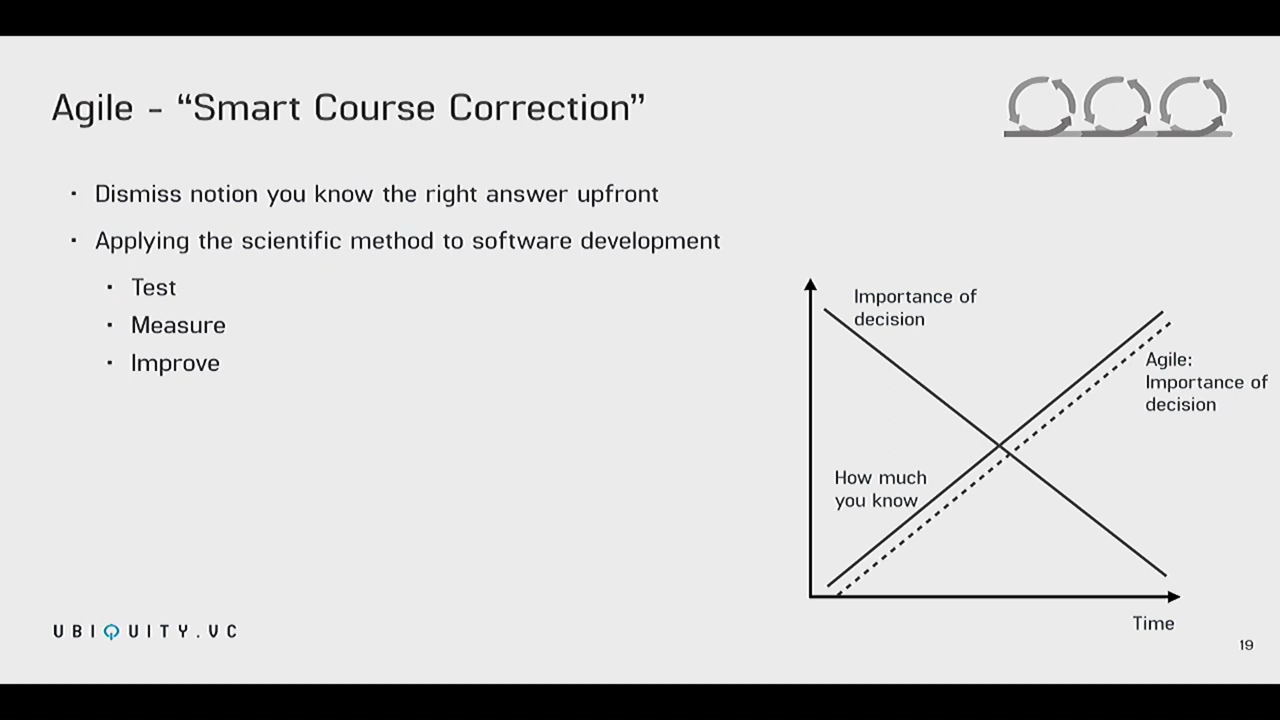 Agile - “Smart Course Correction”
· Dismiss notion you know the right answer upfront
· Applying the scientific method to software development
· Test
· Measure
· Improve
Importance of
decision
Agile:
Importance of
decision
How much
you know
Time
UBIQUITY.VC
19